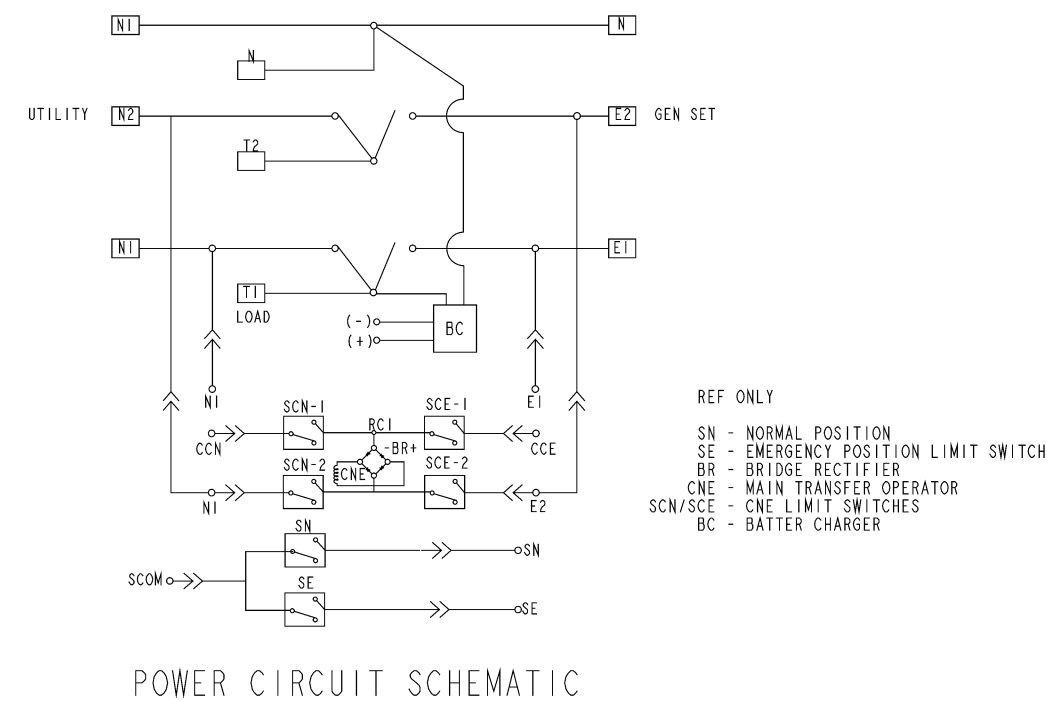 N1 N
N
UTILITY N2 E2 GEN SET
T2
N1 E1
T1
LOAD
(-)
(+)
BC
N1 E1
SCN-1 SCE-1
RC1
CCN CCE
-BR+
SCN-2 CNE SCE-2
N1 E2
SN
SN
SCOM
SE
SE
REF ONLY
SN - NORMAL POSITION
SE - EMERGENCY POSITION LIMIT SWITCH
BR - BRIDGE RECTIFIER
CNE - MAIN TRANSFER OPERATOR
SCN/SCE - CNE LIMIT SWITCHES
BC - BATTER CHARGER
POWER CIRCUIT SCHEMATIC